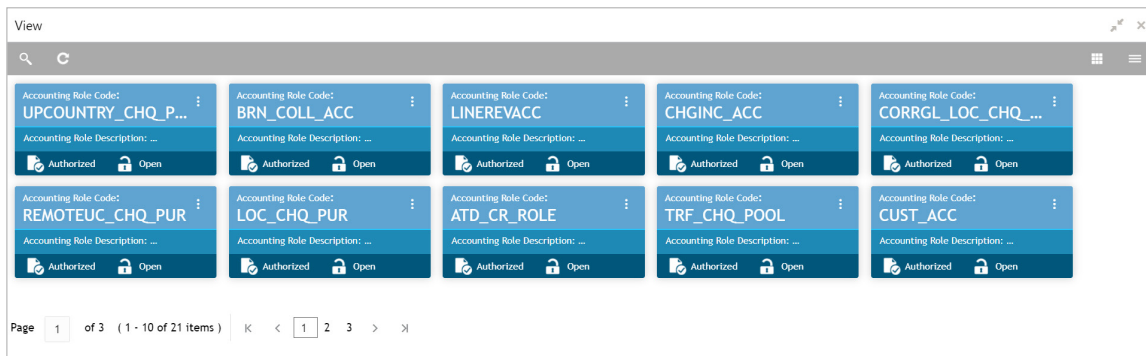 View
Accounting Role Code:
UPCOUNTRY_CHQ_P...
Accounting Role Description: ...
Authorized Open
Accounting Role Code:
BRN_COLL_ACC
Accounting Role Description: ...
Authorized Open
Accounting Role Code:
LINEREVACC
Accounting Role Description: ...
Authorized Open
Accounting Role Code:
CHGINC_ACC
Accounting Role Description: ...
Authorized Open
Accounting Role Code:
CORRGL_LOC_CHQ_...
Accounting Role Description: ...
Authorized Open
Accounting Role Code:
REMOTEUC_CHQ_PUR
Accounting Role Description: ...
Authorized Open
Accounting Role Code:
LOC_CHQ_PUR
Accounting Role Description: ...
Authorized Open
Accounting Role Code:
ATD_CR_ROLE
Accounting Role Description: ...
Authorized Open
Accounting Role Code:
TRF_CHQ_POOL
Accounting Role Description: ...
Authorized Open
Accounting Role Code:
CUST_ACC
Accounting Role Description: ...
Authorized Open
Page 1 of 3 ( 1 - 10 of 21 items ) 1 2 3